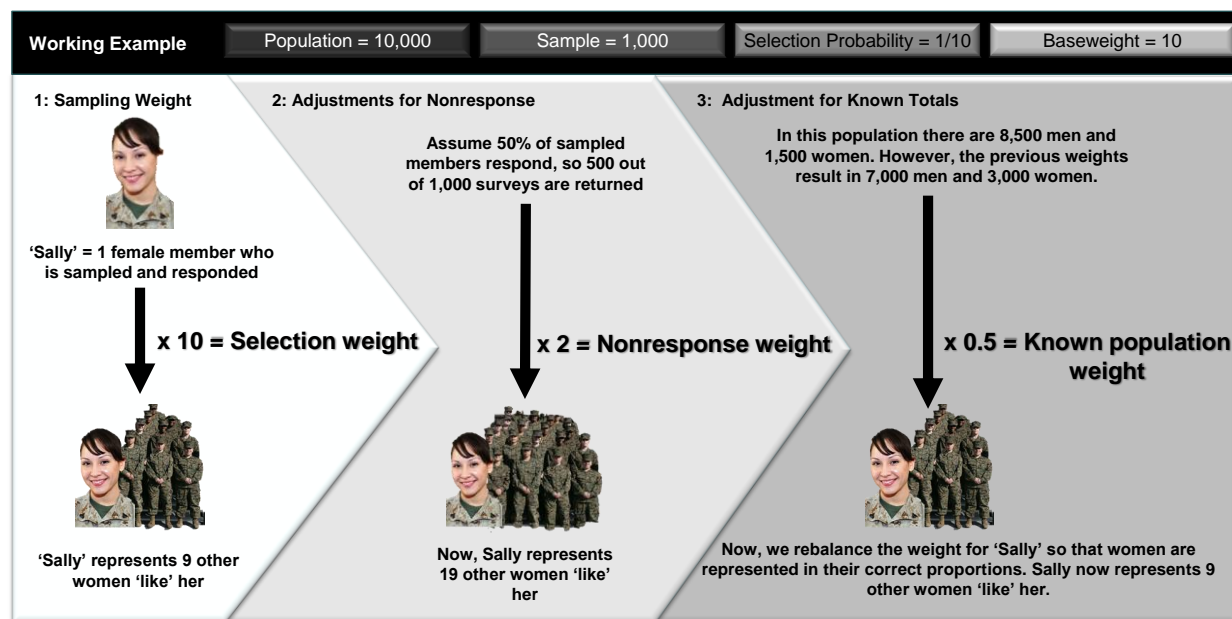 Working Example
Population = 10,000
Sample = 1,000
Selection Probability = 1/10
Baseweight = 10
1: Sampling Weight
‘Sally’ = 1 female member who
is sampled and responded
x 10 = Selection weight
‘Sally’ represents 9 other
women ‘like’ her
2: Adjustments for Nonresponse
Assume 50% of sampled
members respond, so 500 out
of 1,000 surveys are returned
x 2 = Nonresponse weight
Now, Sally represents
19 other women ‘like’
her
3: Adjustment for Known Totals
In this population there are 8,500 men and
1,500 women. However, the previous weights
result in 7,000 men and 3,000 women.
x 0.5 = Known population
weight
Now, we rebalance the weight for ‘Sally’ so that women are
represented in their correct proportions. Sally now represents 9
other women ‘like’ her.